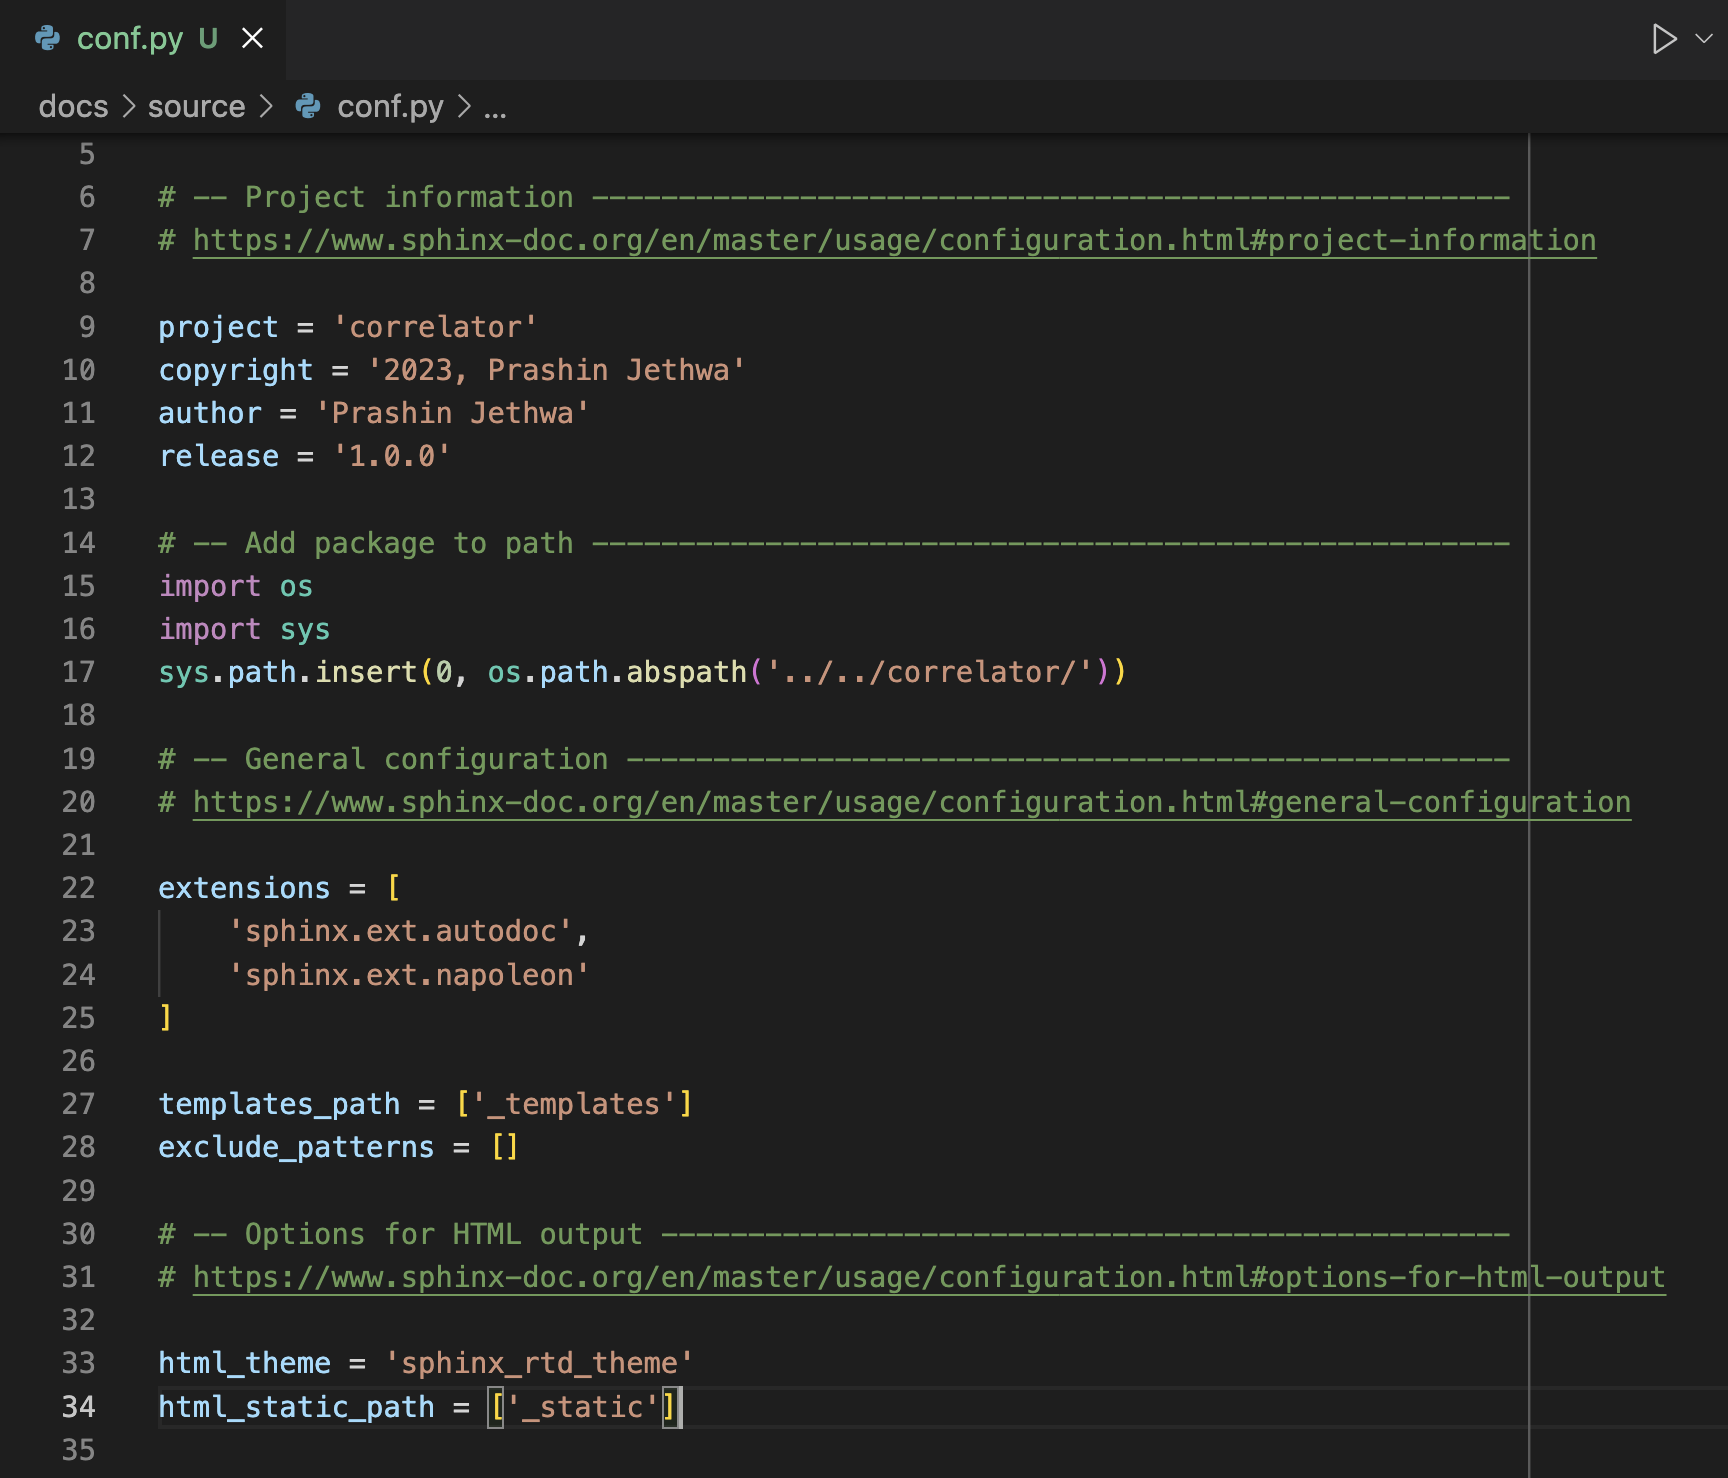 conf.py U
docs > source > conf.py > ...
5
6 # -- Project information -----------------------------------------------------
7 # https://www.sphinx-doc.org/en/master/usage/configuration.html#project-information
8
9 project = 'correlator'
10 copyright = '2023, Prashin Jethwa'
11 author = 'Prashin Jethwa'
12 release = '1.0.0'
13
14 # -- Add package to path -----------------------------------------------------
15 import os
16 import sys
17 sys.path.insert(0, os.path.abspath('../../correlator/'))
18
19 # -- General configuration ---------------------------------------------------
20 # https://www.sphinx-doc.org/en/master/usage/configuration.html#general-configuration
21
22 extensions = [
23     'sphinx.ext.autodoc',
24     'sphinx.ext.napoleon'
25 ]
26
27 templates_path = ['_templates']
28 exclude_patterns = []
29
30 # -- Options for HTML output -------------------------------------------------
31 # https://www.sphinx-doc.org/en/master/usage/configuration.html#options-for-html-output
32
33 html_theme = 'sphinx_rtd_theme'
34 html_static_path = ['_static']
35